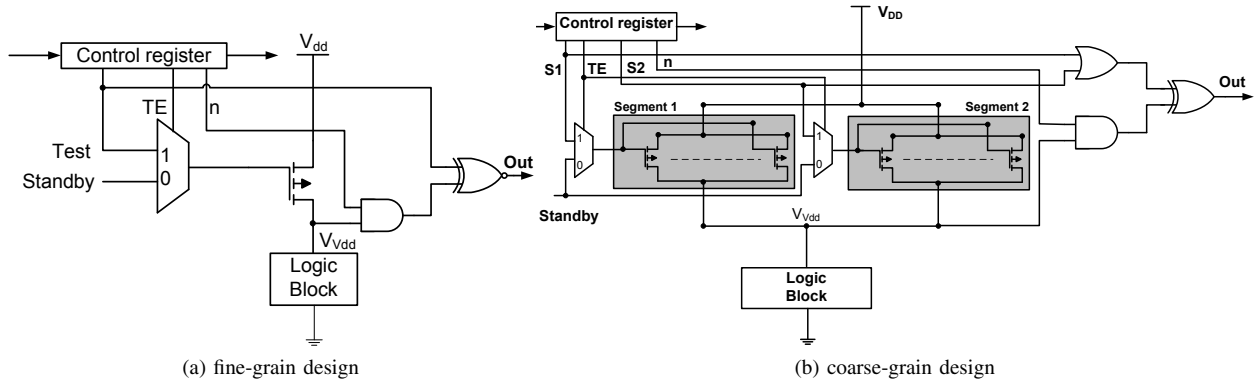 Control register
V_dd
TE
n
Test
Standby
1
0
Out
V_Vdd
Logic
Block
(a) fine-grain design
Control register
V_DD
S1
TE
S2
n
Out
Segment 1
Segment 2
1
0
1
0
Standby
V_Vdd
Logic
Block
(b) coarse-grain design